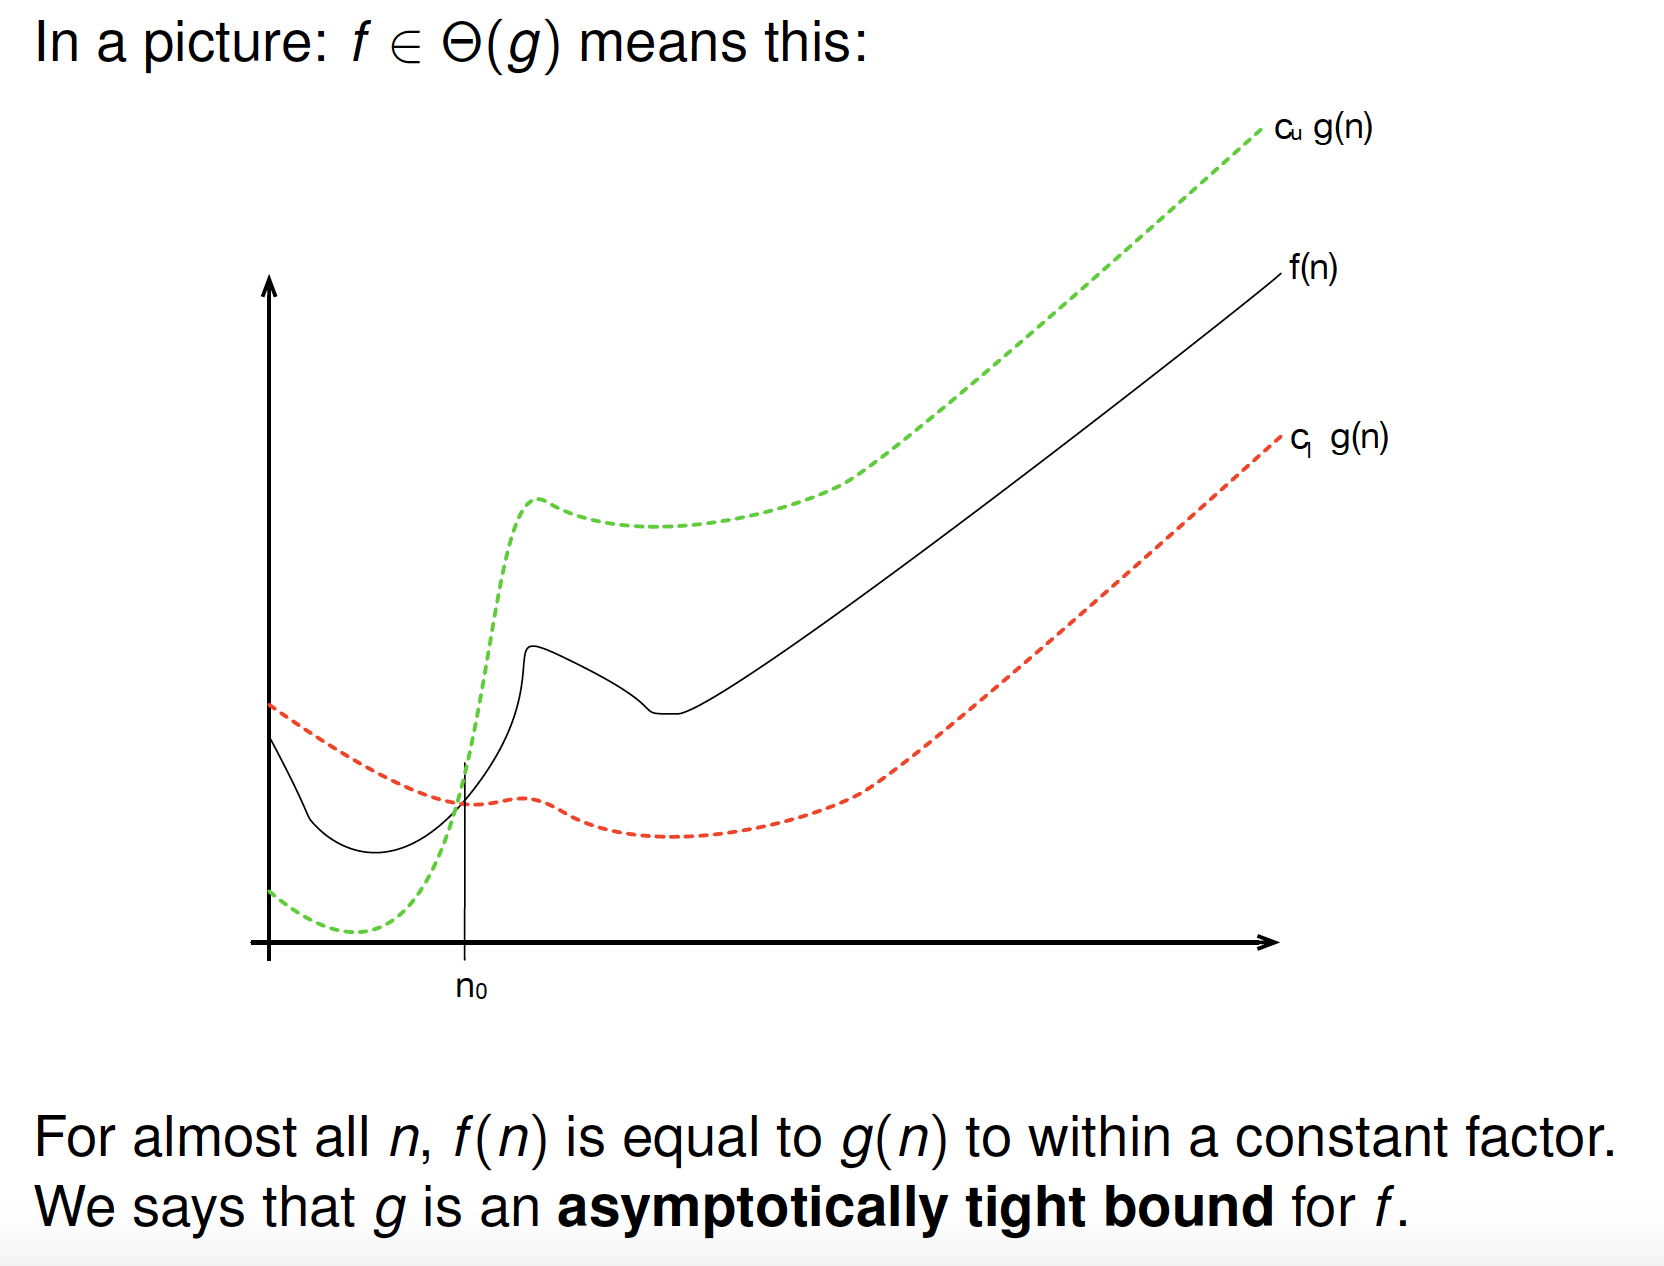 In a picture: f ∈ Θ(g) means this:
cᵤ g(n)
f(n)
cₗ g(n)
n₀
For almost all n, f(n) is equal to g(n) to within a constant factor.
We says that g is an asymptotically tight bound for f.